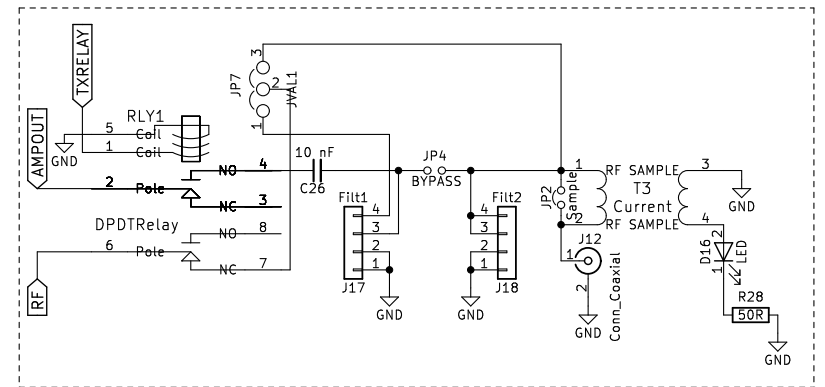 TXRELAY
AMPOUT
RLY1
5 Coil
1 Coil
GND
NO 4
2 Pole
NC 3
DPDTRelay
NO 8
6 Pole
NC 7
RF
3
JP7
2
JVAL1
1
10 nF
C26
JP4
BYPASS
Filt1
4
3
2
1
J17
GND
Filt2
4
3
2
1
J18
GND
JP2
Sample
1 RF SAMPLE 3
T3
Current
2 RF SAMPLE 4
J12
1
2
Conn_Coaxial
GND
GND
D16
2
1
LED
R28
50R
GND